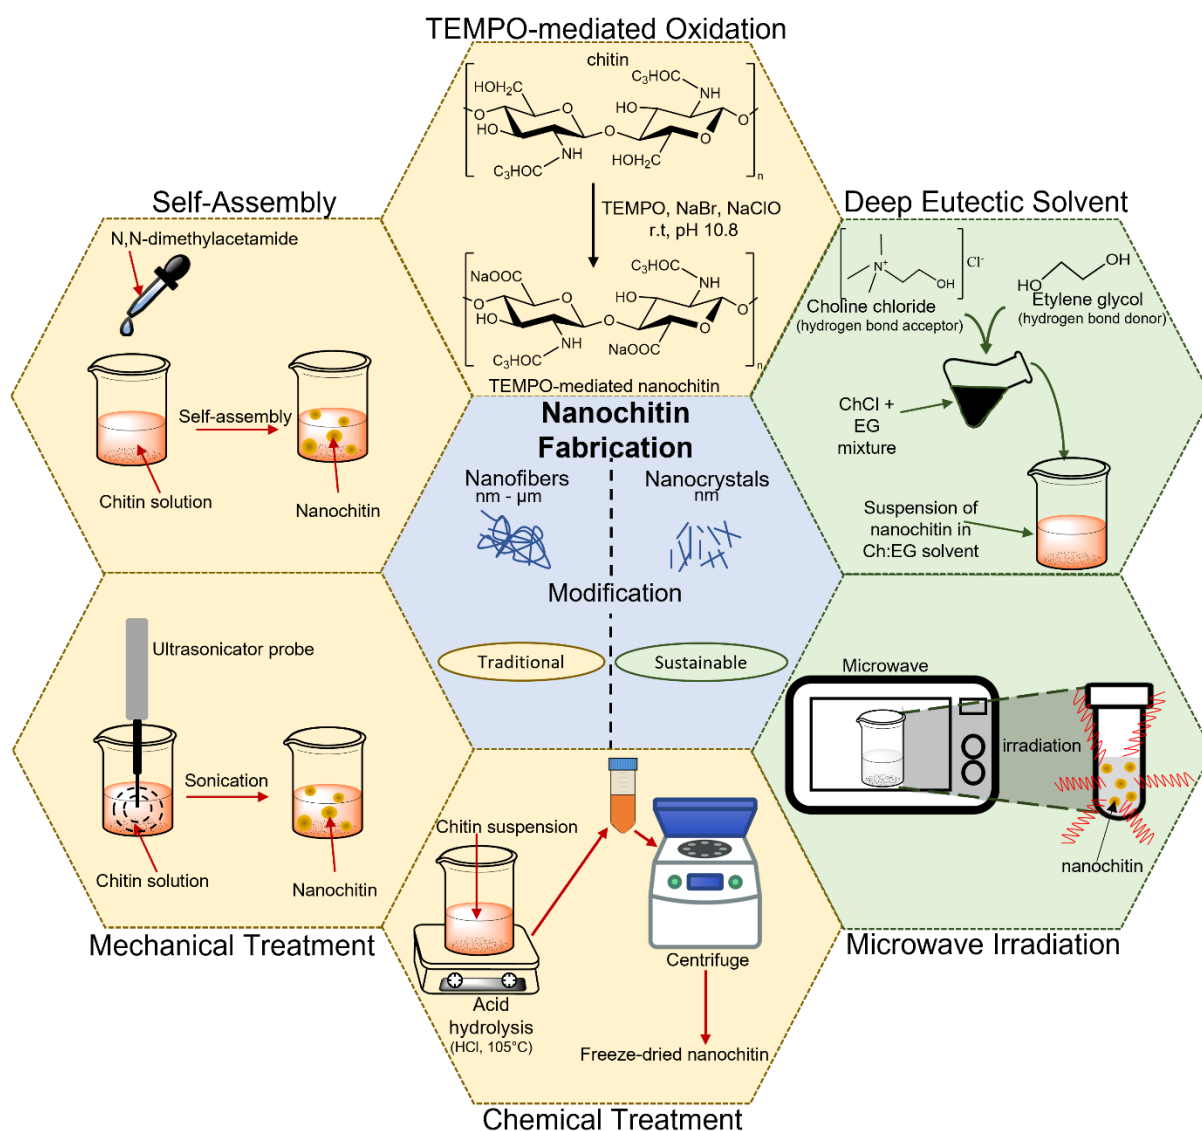 TEMPO-mediated Oxidation
chitin
HOH₂C
O
HO
O
NH
C₃HOC
O
C₃HOC
NH
HO
O
O
HOH₂C
n
TEMPO, NaBr, NaClO
r.t, pH 10.8
NaOOC
O
HO
O
NH
C₃HOC
O
C₃HOC
NH
HO
O
O
NaOOC
n
TEMPO-mediated nanochitin
Self-Assembly
N,N-dimethylacetamide
Self-assembly
Chitin solution
Nanochitin
Deep Eutectic Solvent
N⁺
OH
Cl⁻
OH
HO
Choline chloride
(hydrogen bond acceptor)
Etylene glycol
(hydrogen bond donor)
ChCl +
EG
mixture
Suspension of
nanochitin in
Ch:EG solvent
Nanochitin
Fabrication
Nanofibers
nm - µm
Nanocrystals
nm
Modification
Traditional
Sustainable
Ultrasonicator probe
Sonication
Chitin solution
Nanochitin
Mechanical Treatment
Microwave
irradiation
nanochitin
Microwave Irradiation
Chitin suspension
Acid
hydrolysis
(HCl, 105°C)
Centrifuge
Freeze-dried nanochitin
Chemical Treatment